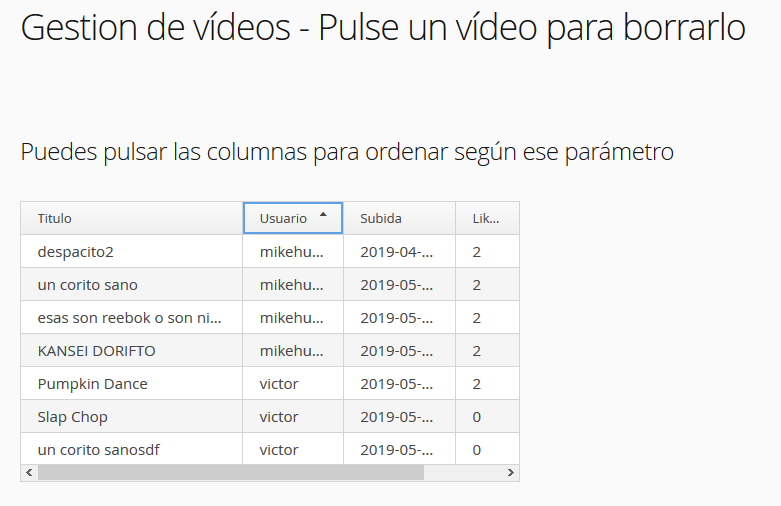 Gestion de vídeos - Pulse un vídeo para borrarlo
Puedes pulsar las columnas para ordenar según ese parámetro
Titulo Usuario Subida Lik...
despacito2 mikehu... 2019-04-... 2
un corito sano mikehu... 2019-05-... 2
esas son reebok o son ni... mikehu... 2019-05-... 2
KANSEI DORIFTO mikehu... 2019-05-... 2
Pumpkin Dance victor 2019-05-... 2
Slap Chop victor 2019-05-... 0
un corito sanosdf victor 2019-05-... 0